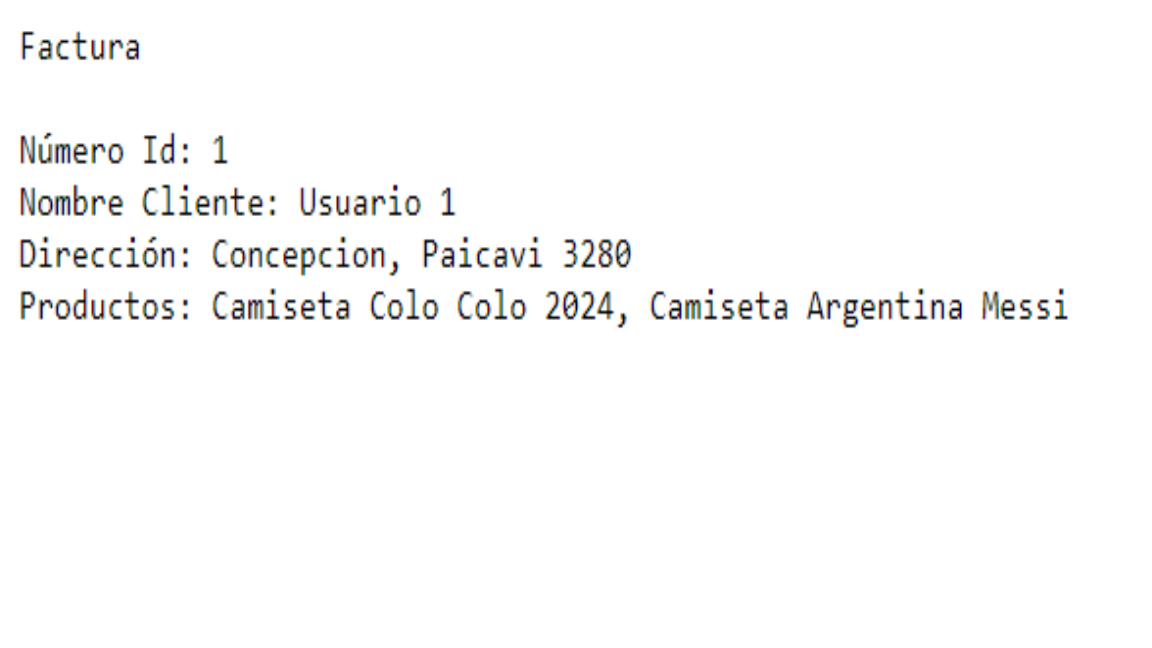 Factura
Número Id: 1
Nombre Cliente: Usuario 1
Dirección: Concepcion, Paicavi 3280
Productos: Camiseta Colo Colo 2024, Camiseta Argentina Messi